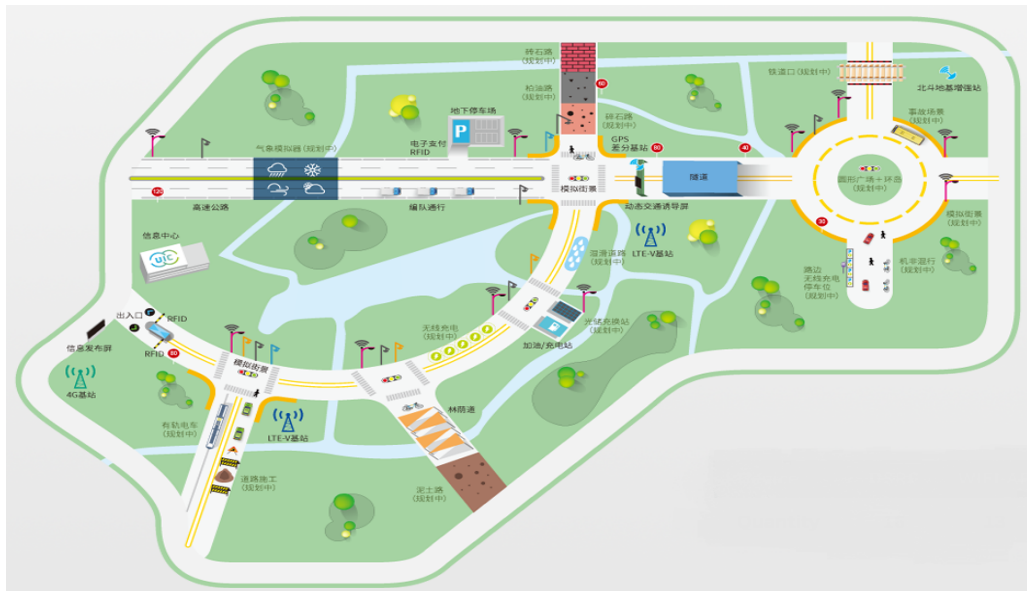 砖石路
(规划中)
柏油路
(规划中)
60
碎石路
(规划中)
铁道口(规划中)
北斗地基增强站
事故场景
(规划中)
地下停车场
P
电子支付
RFID
GPS
差分基站
气象模拟器(规划中)
80
40
120
高速公路
编队通行
模拟街景
隧道
动态交通诱导屏
圆形广场+环岛
(规划中)
30
模拟街景
(规划中)
信息中心
UIC
湿滑道路
(规划中)
LTE-V基站
路边
无线充电
停车位
(规划中)
机非混行
(规划中)
出入口
RFID
信息发布屏
RFID
80
无线充电
(规划中)
光储充换站
(规划中)
加油/充电站
4G基站
模拟街景
有轨电车
(规划中)
LTE-V基站
林荫道
道路施工
(规划中)
泥土路
(规划中)